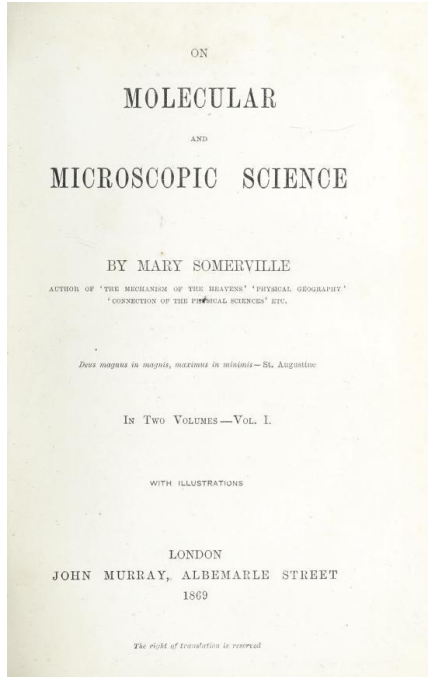 ON
MOLECULAR
AND
MICROSCOPIC SCIENCE
BY MARY SOMERVILLE
AUTHOR OF 'THE MECHANISM OF THE HEAVENS' 'PHYSICAL GEOGRAPHY'
'CONNECTION OF THE PHYSICAL SCIENCES' ETC.
Deus magnus in magnis, maximus in minimis—St. Augustine
IN TWO VOLUMES—VOL. I.
WITH ILLUSTRATIONS
LONDON
JOHN MURRAY, ALBEMARLE STREET
1869
The right of translation is reserved